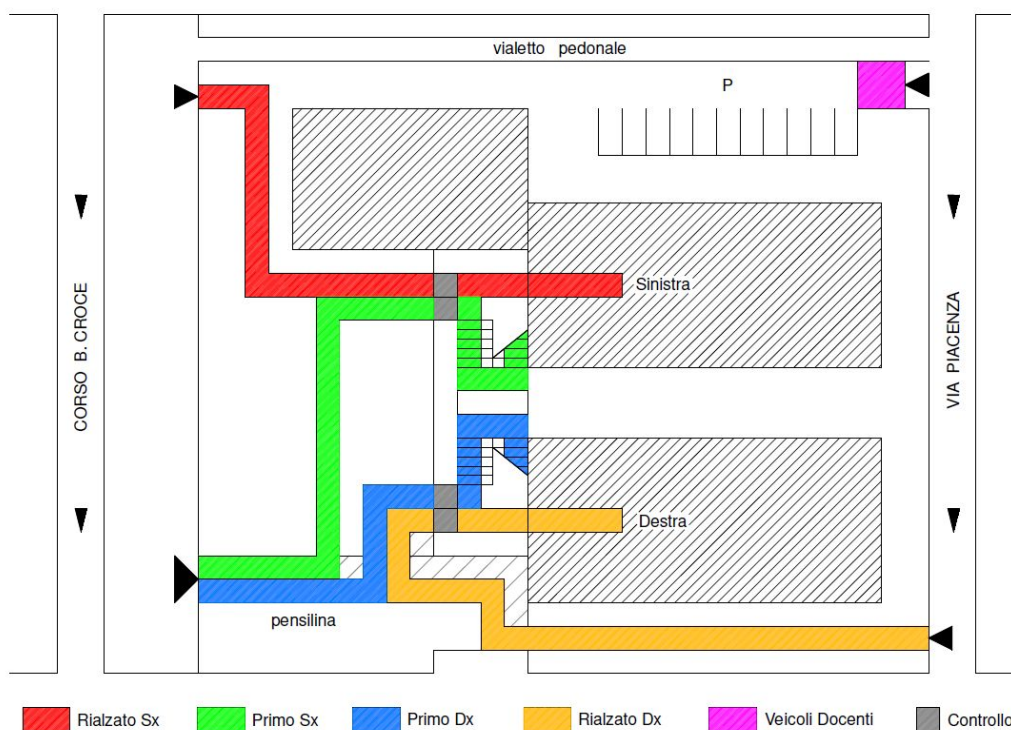 vialetto pedonale
P
CORSO B. CROCE
VIA PIACENZA
Sinistra
Destra
pensilina
Rialzato Sx
Primo Sx
Primo Dx
Rialzato Dx
Veicoli Docenti
Controllo